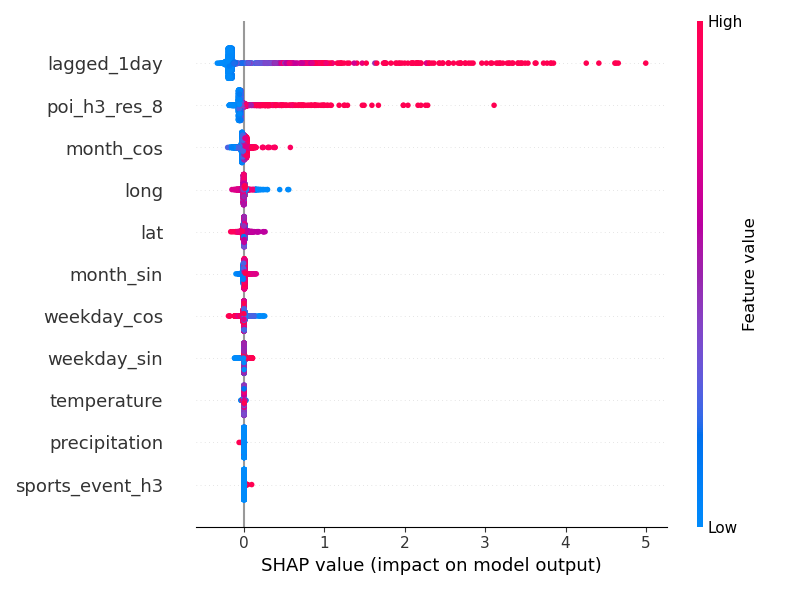 High
lagged_1day
poi_h3_res_8
month_cos
long
lat
month_sin
weekday_cos
weekday_sin
temperature
precipitation
sports_event_h3
Feature value
Low
0 1 2 3 4 5
SHAP value (impact on model output)